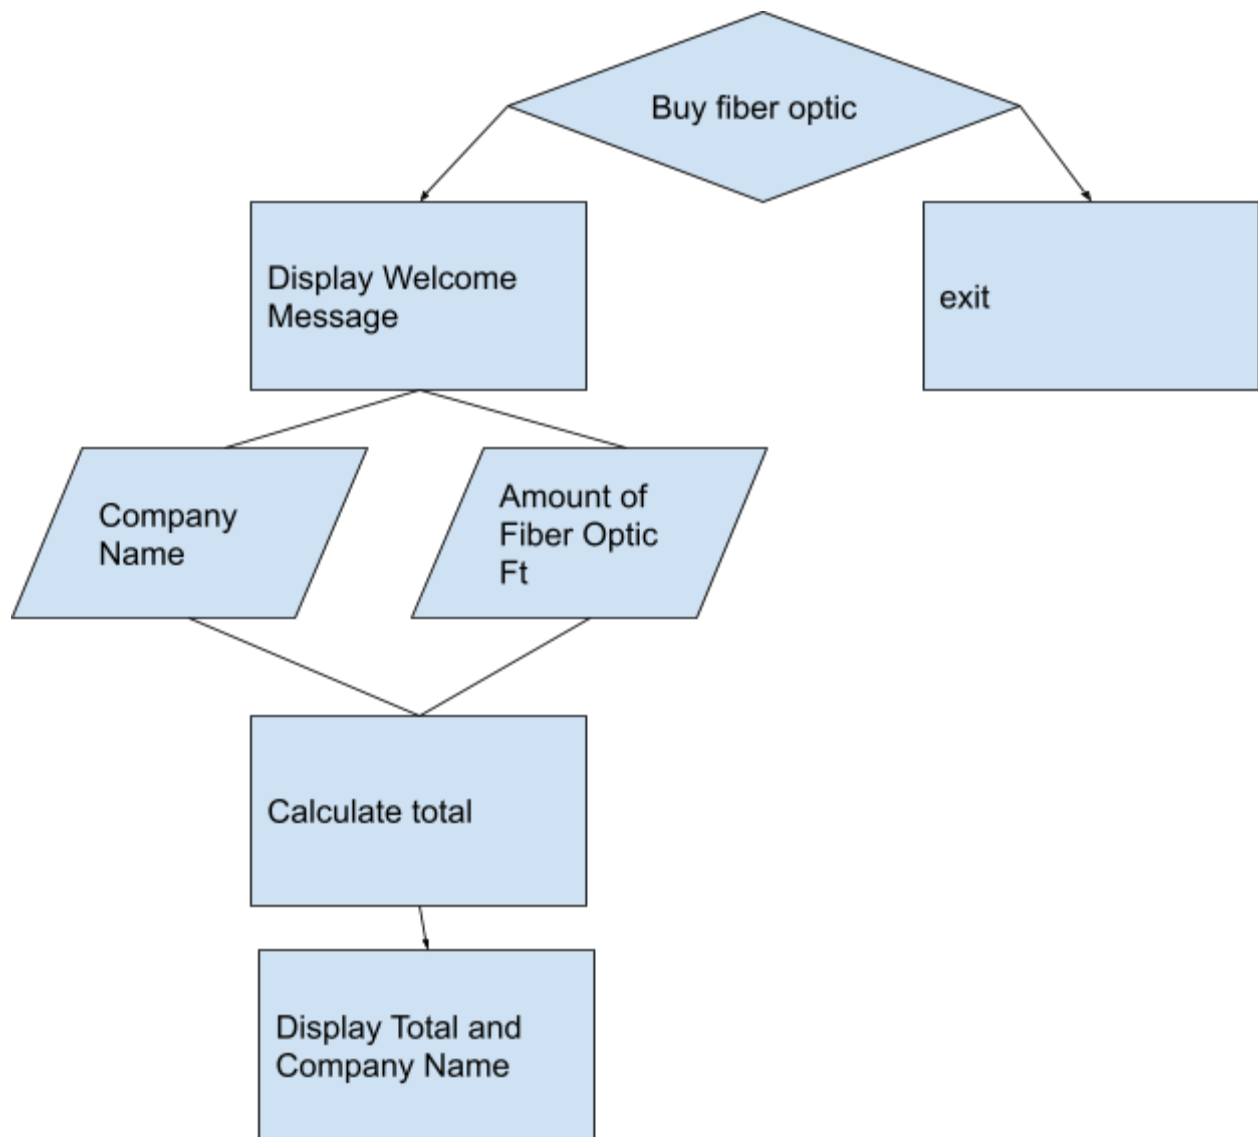 Buy fiber optic
Display Welcome
Message
exit
Company
Name
Amount of
Fiber Optic
Ft
Calculate total
Display Total and
Company Name